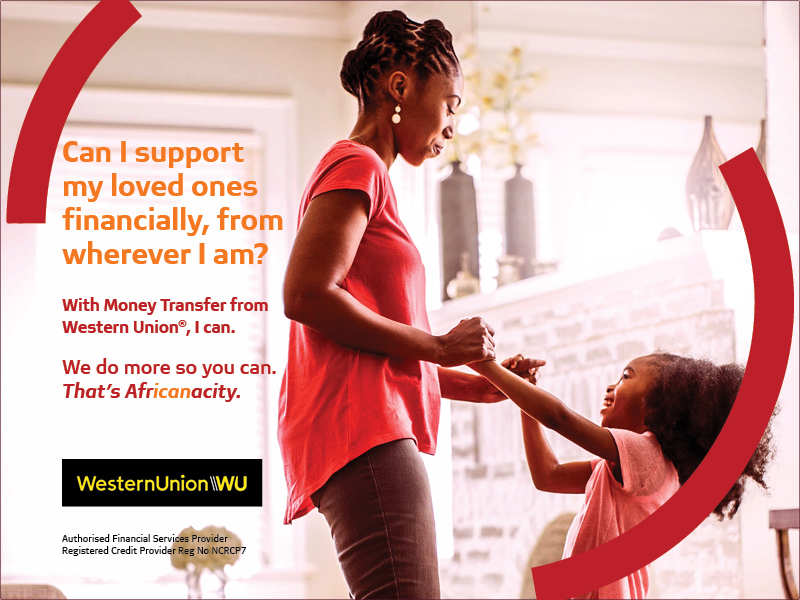 Can I support
my loved ones
financially, from
wherever I am?
With Money Transfer from
Western Union®, I can.
We do more so you can.
That's Africanacity.
WesternUnion\\WU
Authorised Financial Services Provider
Registered Credit Provider Reg No NCRCP7